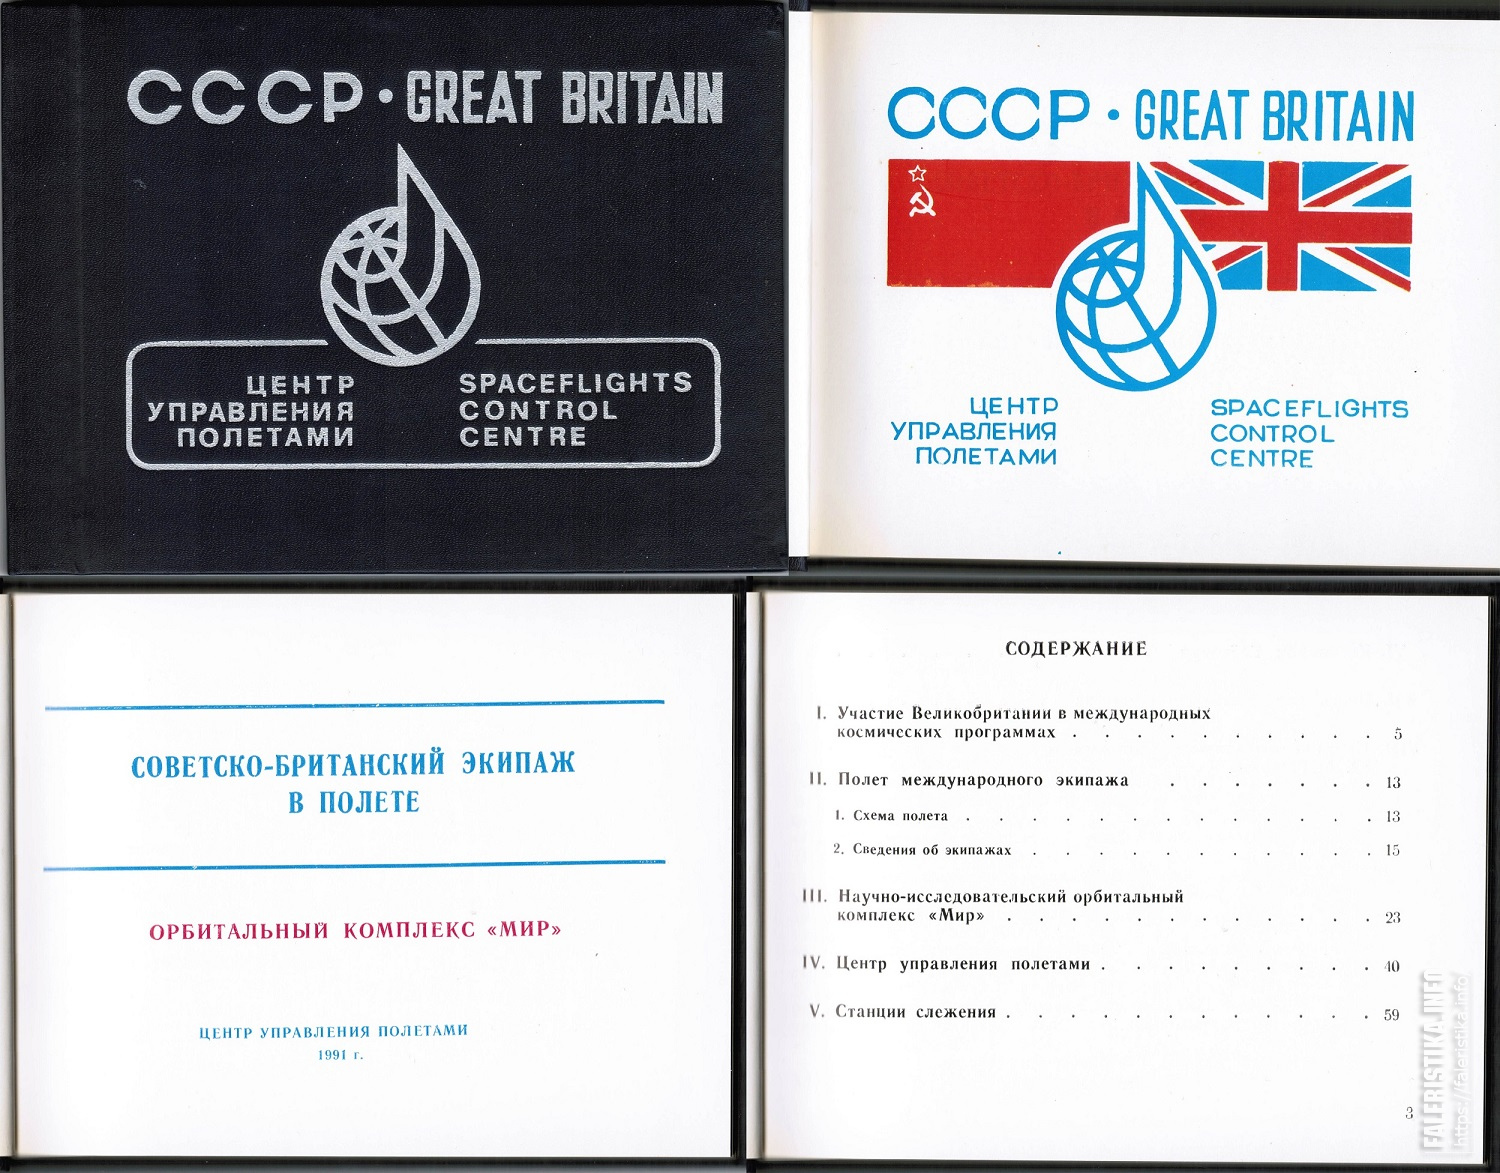 СССР • GREAT BRITAIN
ЦЕНТР
УПРАВЛЕНИЯ
ПОЛЕТАМИ
SPACEFLIGHTS
CONTROL
CENTRE
СССР • GREAT BRITAIN
ЦЕНТР
УПРАВЛЕНИЯ
ПОЛЕТАМИ
SPACEFLIGHTS
CONTROL
CENTRE
СОВЕТСКО-БРИТАНСКИЙ ЭКИПАЖ
В ПОЛЕТЕ
ОРБИТАЛЬНЫЙ КОМПЛЕКС «МИР»
ЦЕНТР УПРАВЛЕНИЯ ПОЛЕТАМИ
1991 г.
СОДЕРЖАНИЕ
I. Участие Великобритании в международных
космических программах . . . . . . . . . . 5
II. Полет международного экипажа . . . . . . . 13
1. Схема полета . . . . . . . . . . . . . 13
2. Сведения об экипажах . . . . . . . . . . . 15
III. Научно-исследовательский орбитальный
комплекс «Мир» . . . . . . . . . . . . 23
IV. Центр управления полетами . . . . . . . . . 40
V. Станции слежения . . . . . . . . . . . . 59
3
FALERISTIKA.INFO
https://faleristika.info/